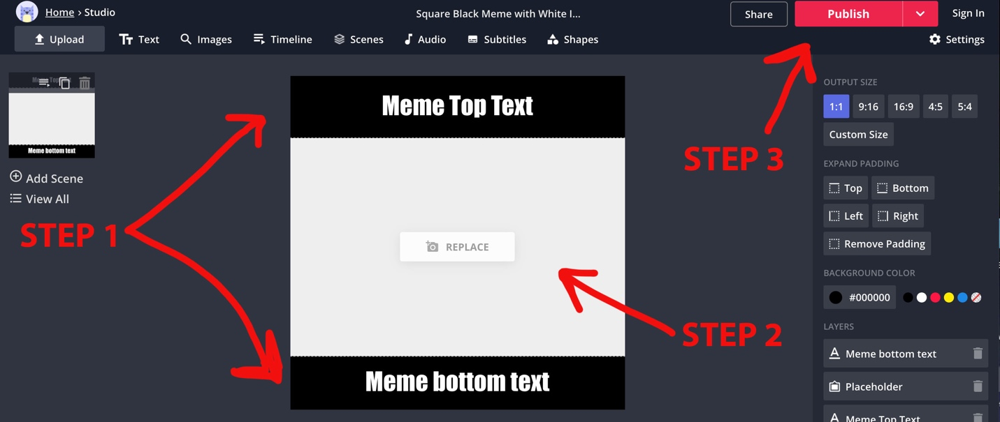 Home › Studio
Square Black Meme with White I...
Share
Publish
Sign In
Upload
Text
Images
Timeline
Scenes
Audio
Subtitles
Shapes
Settings
Meme Top Text
Meme bottom text
Add Scene
View All
STEP 1
Meme Top Text
REPLACE
Meme bottom text
STEP 2
STEP 3
OUTPUT SIZE
1:1 9:16 16:9 4:5 5:4
Custom Size
EXPAND PADDING
Top Bottom
Left Right
Remove Padding
BACKGROUND COLOR
#000000
LAYERS
Meme bottom text
Placeholder
Meme Top Text